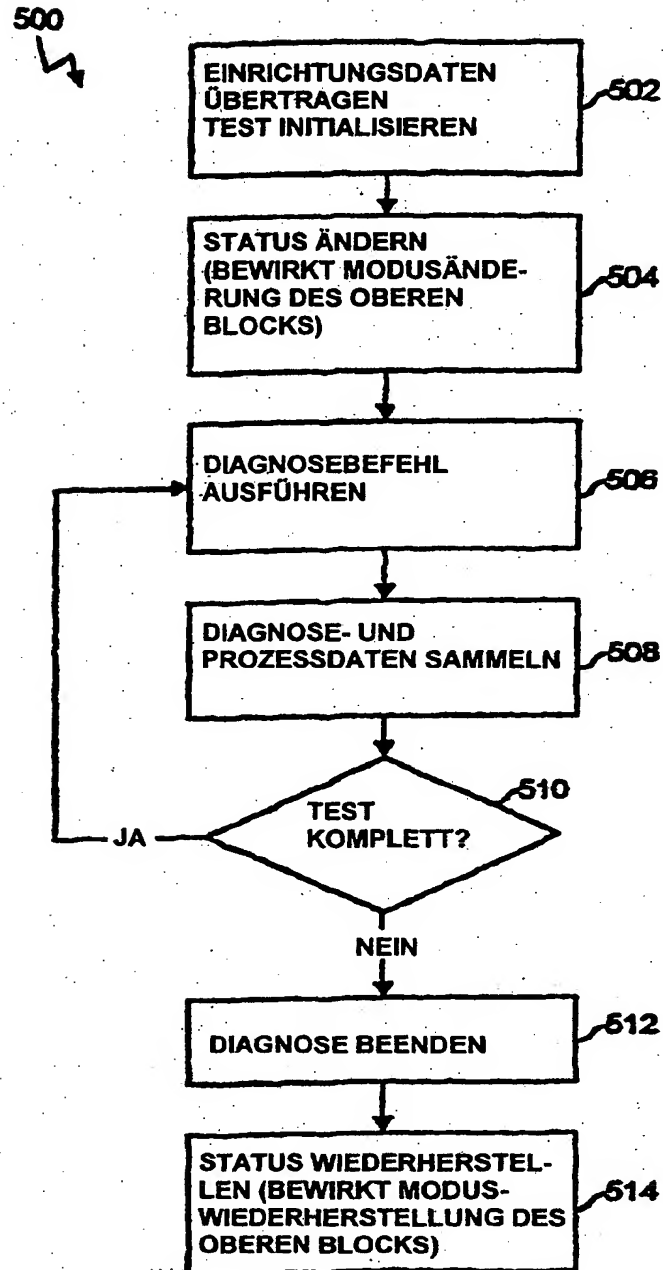 500
EINRICHTUNGSDATEN
ÜBERTRAGEN
TEST INITIALISIEREN
502
STATUS ÄNDERN
(BEWIRKT MODUSÄNDE-
RUNG DES OBEREN
BLOCKS)
504
DIAGNOSEBEFEHL
AUSFÜHREN
506
DIAGNOSE- UND
PROZESSDATEN SAMMELN
508
TEST
KOMPLETT?
510
JA
NEIN
DIAGNOSE BEENDEN
512
STATUS WIEDERHERSTEL-
LEN (BEWIRKT MODUS-
WIEDERHERSTELLUNG DES
OBEREN BLOCKS)
514